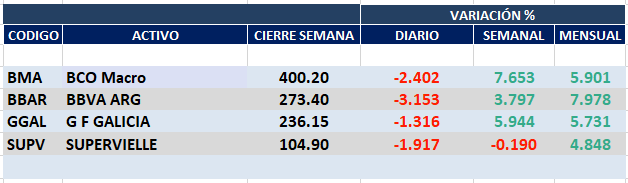 VARIACIÓN %
CODIGO ACTIVO CIERRE SEMANA DIARIO SEMANAL MENSUAL
BMA BCO Macro 400.20 -2.402 7.653 5.901
BBAR BBVA ARG 273.40 -3.153 3.797 7.978
GGAL G F GALICIA 236.15 -1.316 5.944 5.731
SUPV SUPERVIELLE 104.90 -1.917 -0.190 4.848